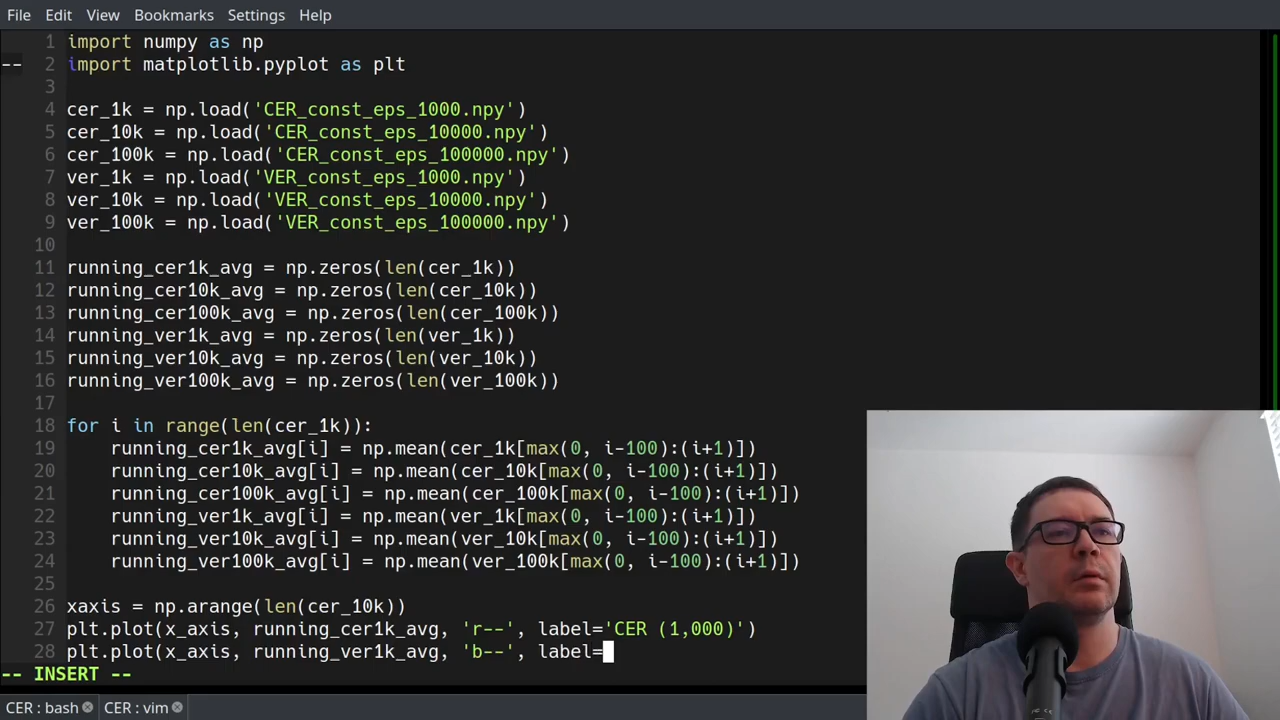 File Edit View Bookmarks Settings Help
1 import numpy as np
-- 2 import matplotlib.pyplot as plt
3
4 cer_1k = np.load('CER_const_eps_1000.npy')
5 cer_10k = np.load('CER_const_eps_10000.npy')
6 cer_100k = np.load('CER_const_eps_100000.npy')
7 ver_1k = np.load('VER_const_eps_1000.npy')
8 ver_10k = np.load('VER_const_eps_10000.npy')
9 ver_100k = np.load('VER_const_eps_100000.npy')
10
11 running_cer1k_avg = np.zeros(len(cer_1k))
12 running_cer10k_avg = np.zeros(len(cer_10k))
13 running_cer100k_avg = np.zeros(len(cer_100k))
14 running_ver1k_avg = np.zeros(len(ver_1k))
15 running_ver10k_avg = np.zeros(len(ver_10k))
16 running_ver100k_avg = np.zeros(len(ver_100k))
17
18 for i in range(len(cer_1k)):
19     running_cer1k_avg[i] = np.mean(cer_1k[max(0, i-100):(i+1)])
20     running_cer10k_avg[i] = np.mean(cer_10k[max(0, i-100):(i+1)])
21     running_cer100k_avg[i] = np.mean(cer_100k[max(0, i-100):(i+1)])
22     running_ver1k_avg[i] = np.mean(ver_1k[max(0, i-100):(i+1)])
23     running_ver10k_avg[i] = np.mean(ver_10k[max(0, i-100):(i+1)])
24     running_ver100k_avg[i] = np.mean(ver_100k[max(0, i-100):(i+1)])
25
26 xaxis = np.arange(len(cer_10k))
27 plt.plot(x_axis, running_cer1k_avg, 'r--', label='CER (1,000)')
28 plt.plot(x_axis, running_ver1k_avg, 'b--', label=
-- INSERT --
CER : bash CER : vim